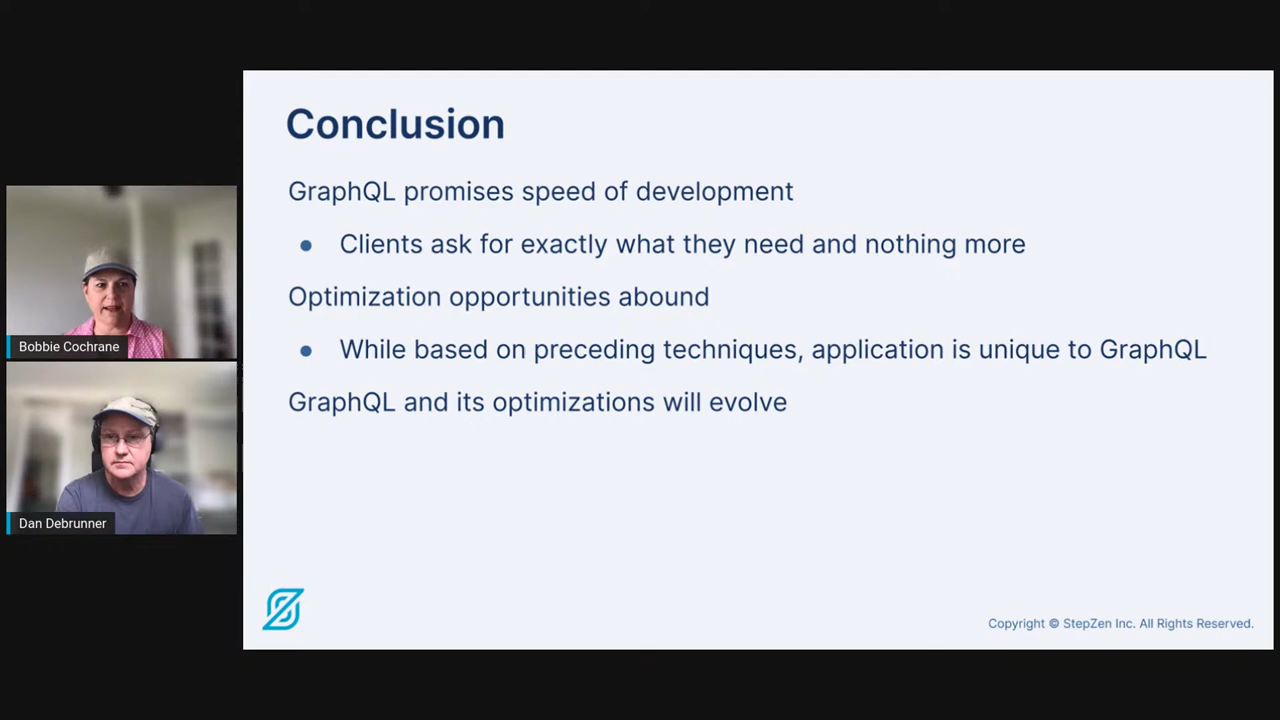 Conclusion
GraphQL promises speed of development
● Clients ask for exactly what they need and nothing more
Optimization opportunities abound
● While based on preceding techniques, application is unique to GraphQL
GraphQL and its optimizations will evolve
Bobbie Cochrane
Dan Debrunner
Copyright © StepZen Inc. All Rights Reserved.